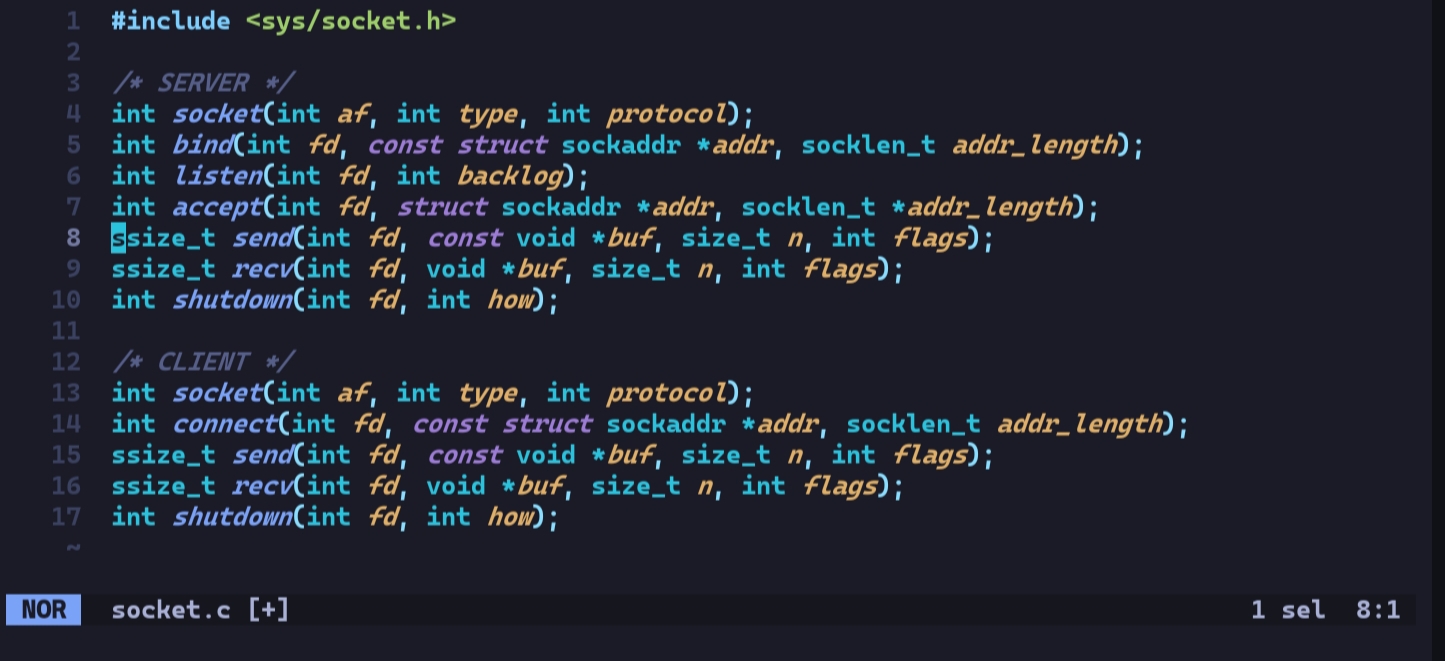 1 #include <sys/socket.h>
2
3 /* SERVER */
4 int socket(int af, int type, int protocol);
5 int bind(int fd, const struct sockaddr *addr, socklen_t addr_length);
6 int listen(int fd, int backlog);
7 int accept(int fd, struct sockaddr *addr, socklen_t *addr_length);
8 ssize_t send(int fd, const void *buf, size_t n, int flags);
9 ssize_t recv(int fd, void *buf, size_t n, int flags);
10 int shutdown(int fd, int how);
11
12 /* CLIENT */
13 int socket(int af, int type, int protocol);
14 int connect(int fd, const struct sockaddr *addr, socklen_t addr_length);
15 ssize_t send(int fd, const void *buf, size_t n, int flags);
16 ssize_t recv(int fd, void *buf, size_t n, int flags);
17 int shutdown(int fd, int how);
~
NOR socket.c [+] 1 sel 8:1